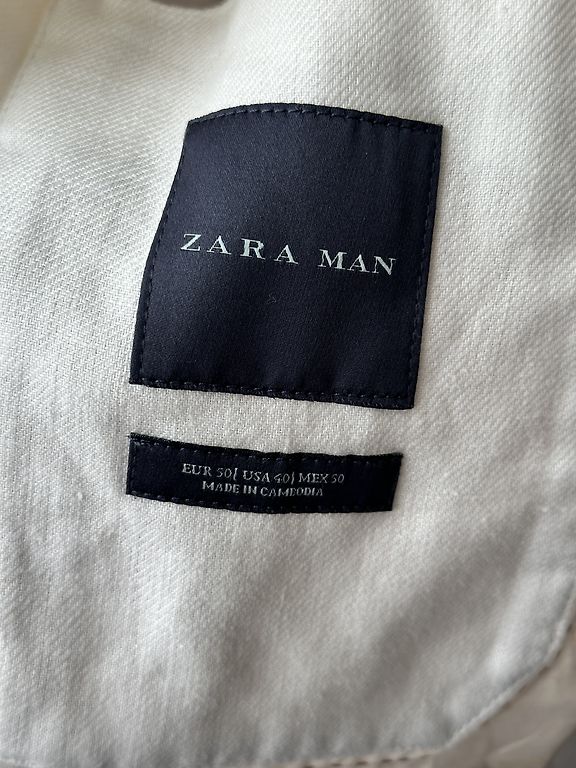 ZARA MAN
EUR 50| USA 40| MEX 50
MADE IN CAMBODIA